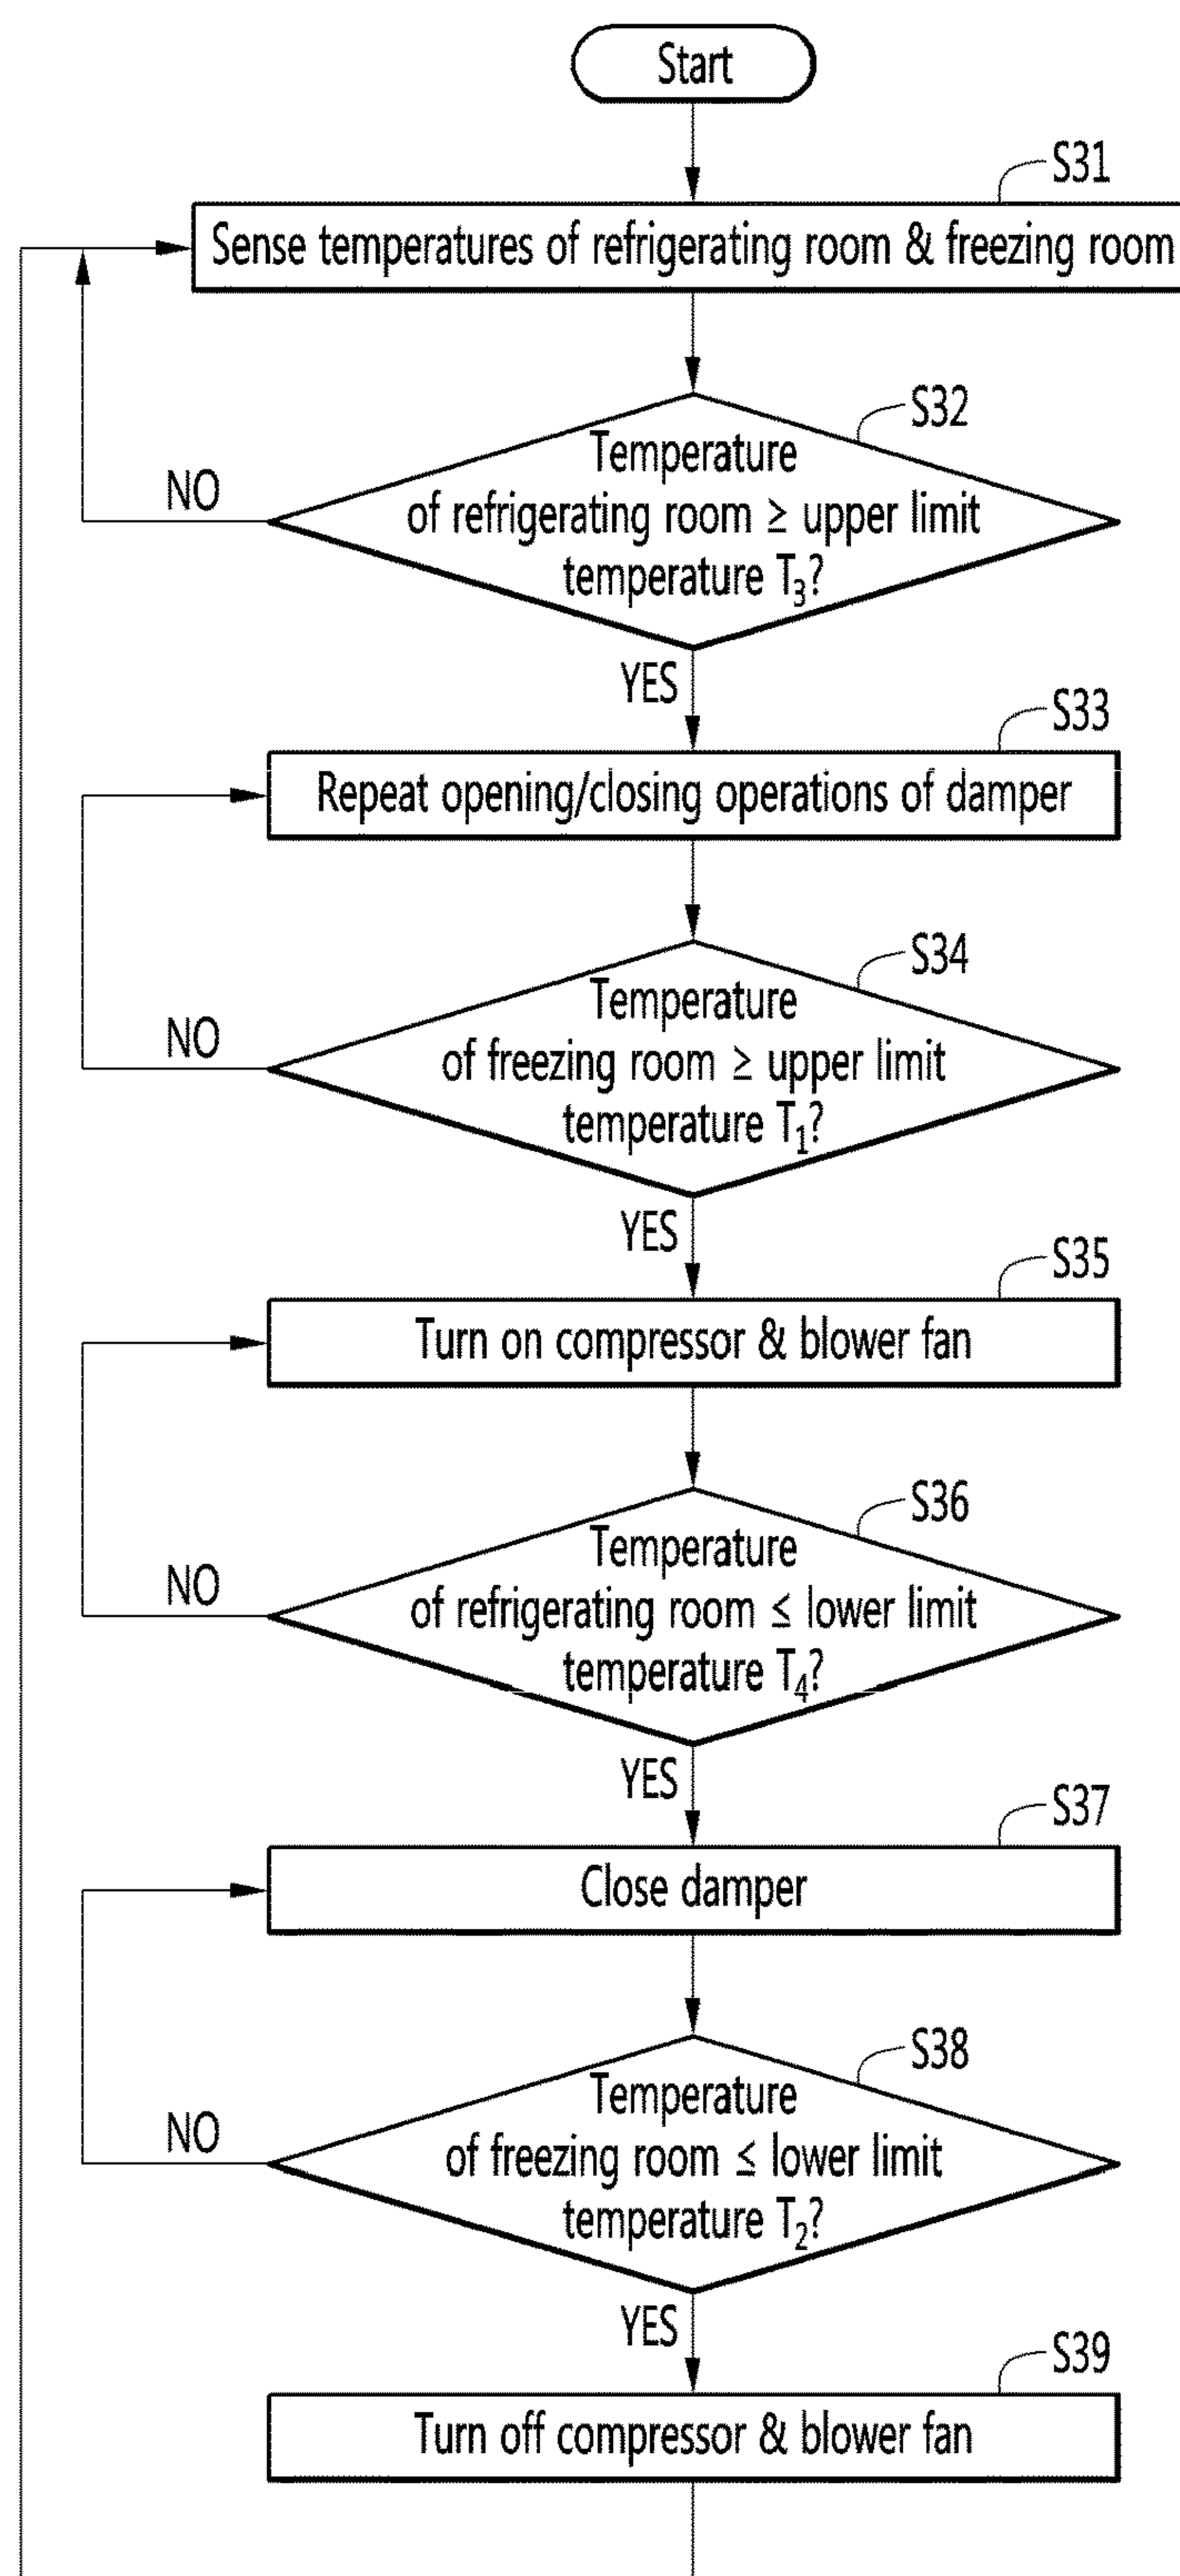 Start
S31
Sense temperatures of refrigerating room & freezing room
S32
Temperature
of refrigerating room ≥ upper limit
temperature T₃?
NO
YES
S33
Repeat opening/closing operations of damper
S34
Temperature
of freezing room ≥ upper limit
temperature T₁?
NO
YES
S35
Turn on compressor & blower fan
S36
Temperature
of refrigerating room ≤ lower limit
temperature T₄?
NO
YES
S37
Close damper
S38
Temperature
of freezing room ≤ lower limit
temperature T₂?
NO
YES
S39
Turn off compressor & blower fan